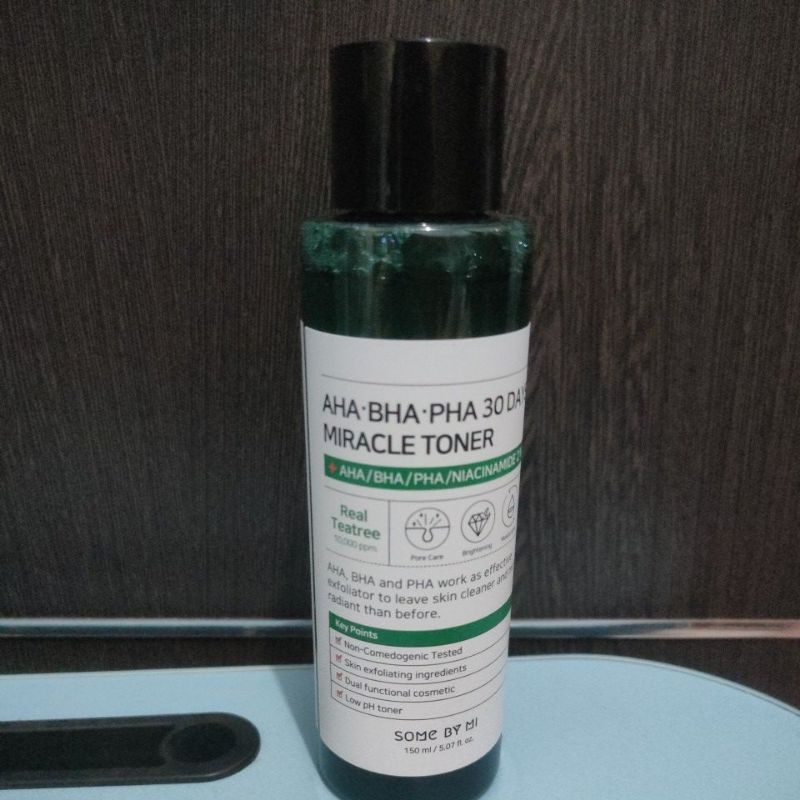 AHA·BHA·PHA 30 DAYS
MIRACLE TONER
+ AHA/BHA/PHA/NIACINAMIDE
Real
Teatree
10,000 ppm
Pore Care
Brightening
AHA, BHA and PHA work as effective
exfoliator to leave skin cleaner and
radiant than before.
Key Points
Non-Comedogenic Tested
Skin exfoliating ingredients
Dual functional cosmetic
Low pH toner
SOME BY MI
150 ml / 5.07 fl. oz.